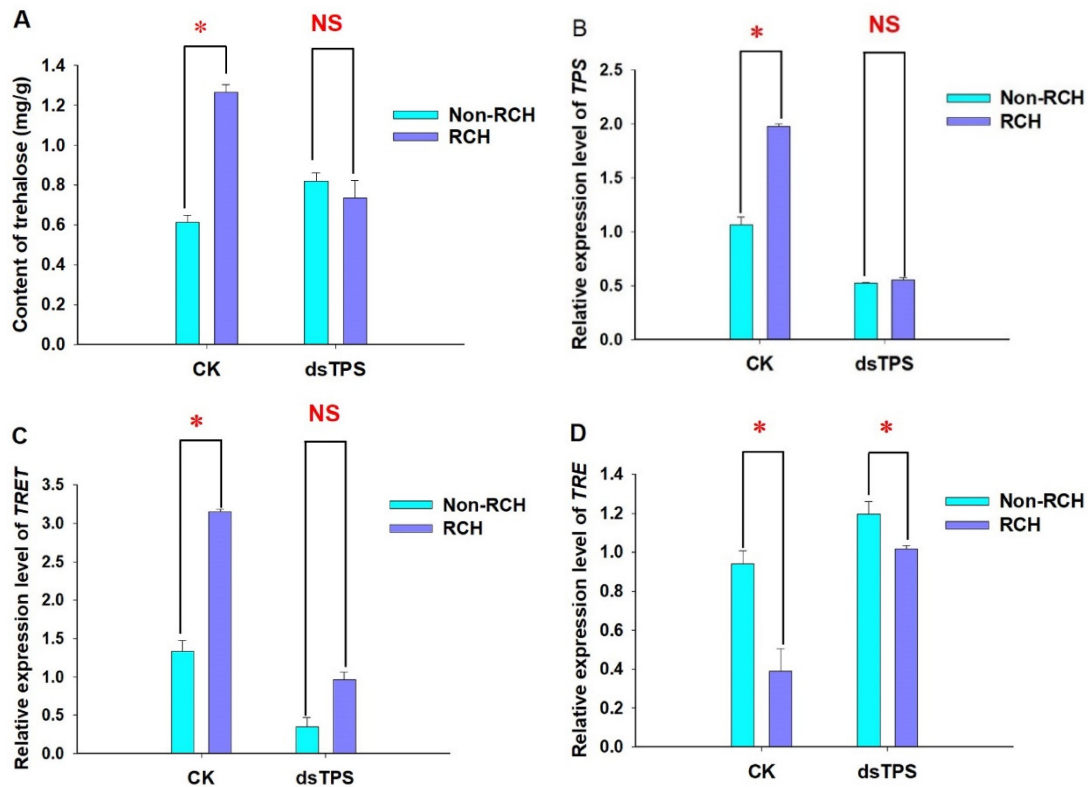 A
*
NS
Content of trehalose (mg/g)
1.4
1.2
1.0
0.8
0.6
0.4
0.2
0.0
CK
dsTPS
Non-RCH
RCH
B
*
NS
Relative expression level of TPS
2.5
2.0
1.5
1.0
0.5
0.0
CK
dsTPS
Non-RCH
RCH
C
*
NS
Relative expression level of TRET
3.5
3.0
2.5
2.0
1.5
1.0
0.5
0.0
CK
dsTPS
Non-RCH
RCH
D
*
*
Relative expression level of TRE
1.4
1.2
1.0
0.8
0.6
0.4
0.2
0.0
CK
dsTPS
Non-RCH
RCH